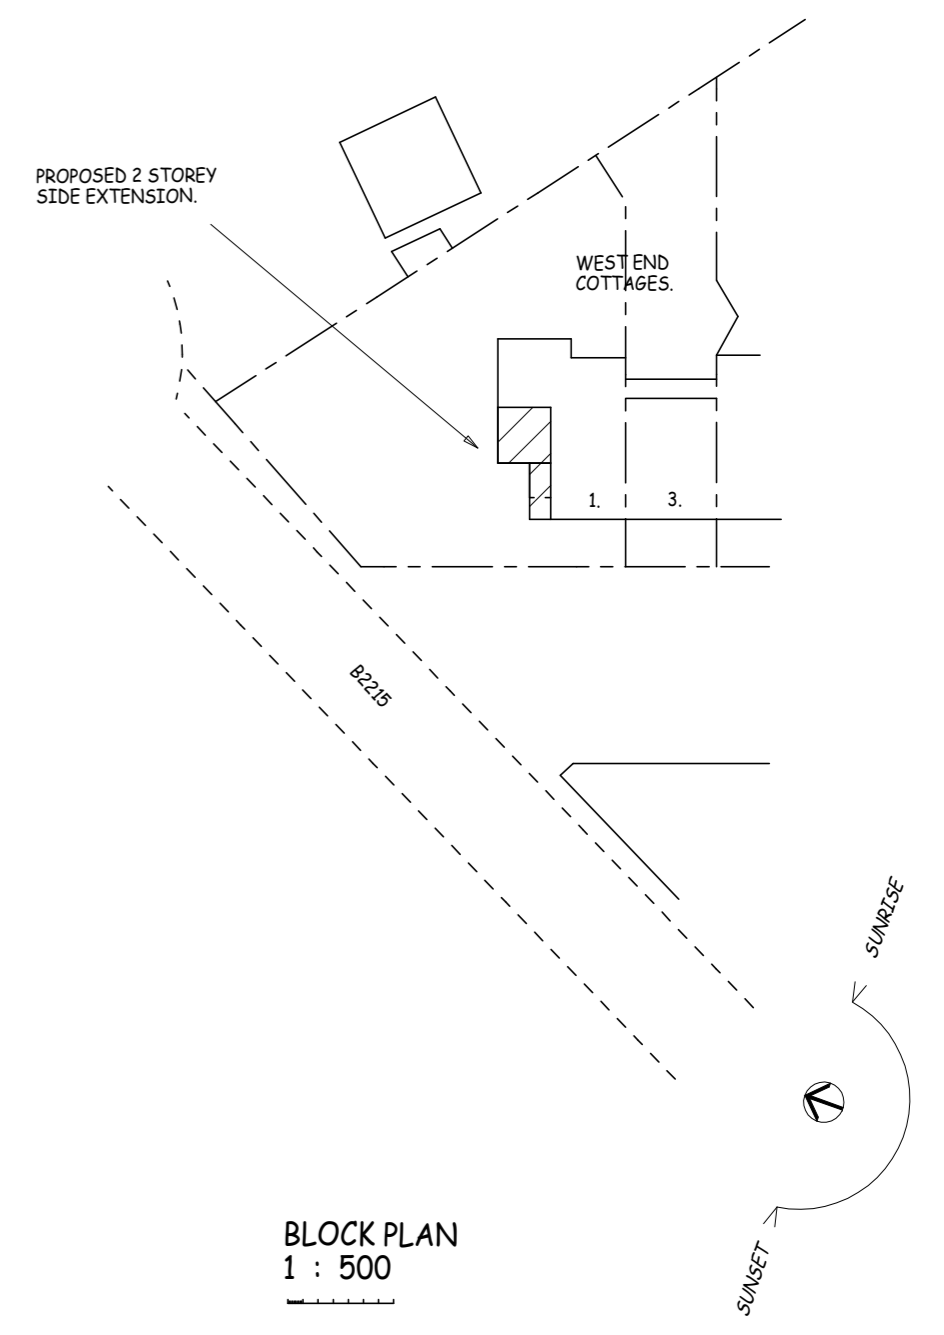 PROPOSED 2 STOREY
SIDE EXTENSION.
WEST END
COTTAGES.
1.
3.
B2215
SUNRISE
SUNSET
BLOCK PLAN
1 : 500